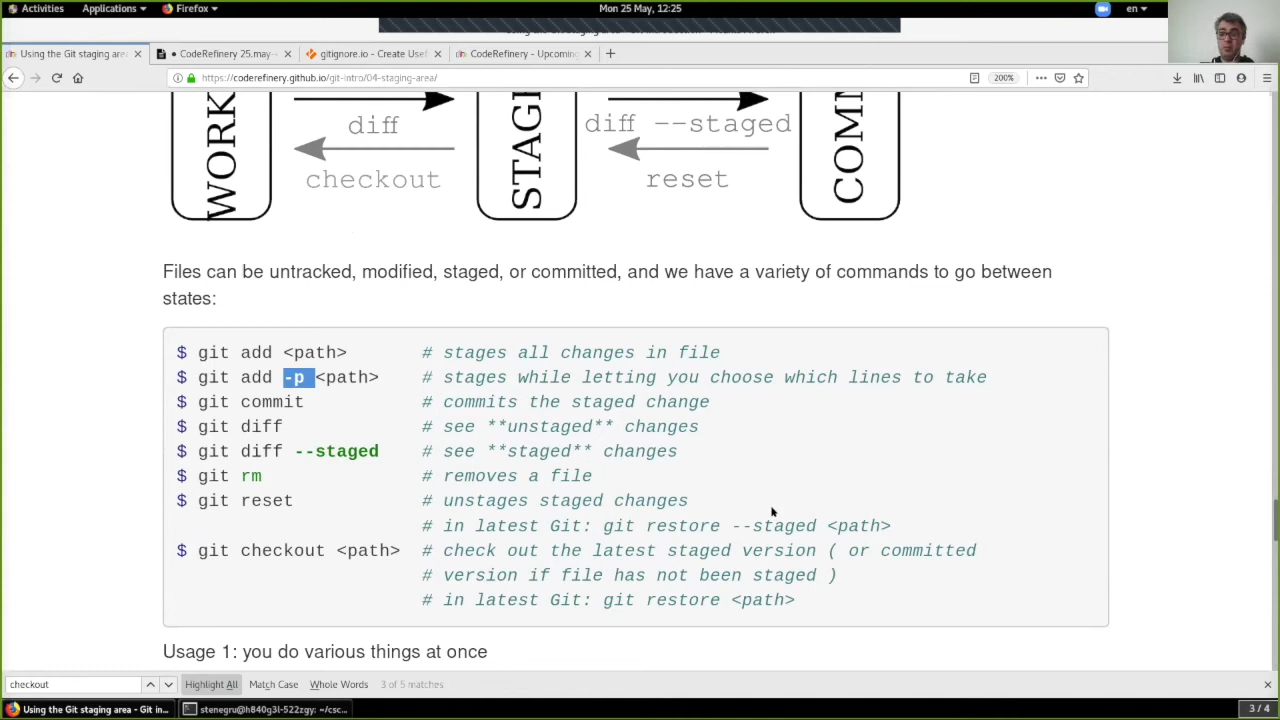 Activities Applications Firefox Mon 25 May, 12:25 en
Using the Git staging area CodeRefinery 25.may- gitignore.io - Create Usef CodeRefinery - Upcoming
https://coderefinery.github.io/git-intro/04-staging-area/ 200%
WORK STAG COMM
diff diff --staged
checkout reset
Files can be untracked, modified, staged, or committed, and we have a variety of commands to go between
states:
$ git add <path> # stages all changes in file
$ git add -p <path> # stages while letting you choose which lines to take
$ git commit # commits the staged change
$ git diff # see **unstaged** changes
$ git diff --staged # see **staged** changes
$ git rm # removes a file
$ git reset # unstages staged changes
# in latest Git: git restore --staged <path>
$ git checkout <path> # check out the latest staged version ( or committed
# version if file has not been staged )
# in latest Git: git restore <path>
Usage 1: you do various things at once
checkout Highlight All Match Case Whole Words 3 of 5 matches
Using the Git staging area - Git in... stenegru@h840g3l-522zgy: ~/csc... 3 / 4